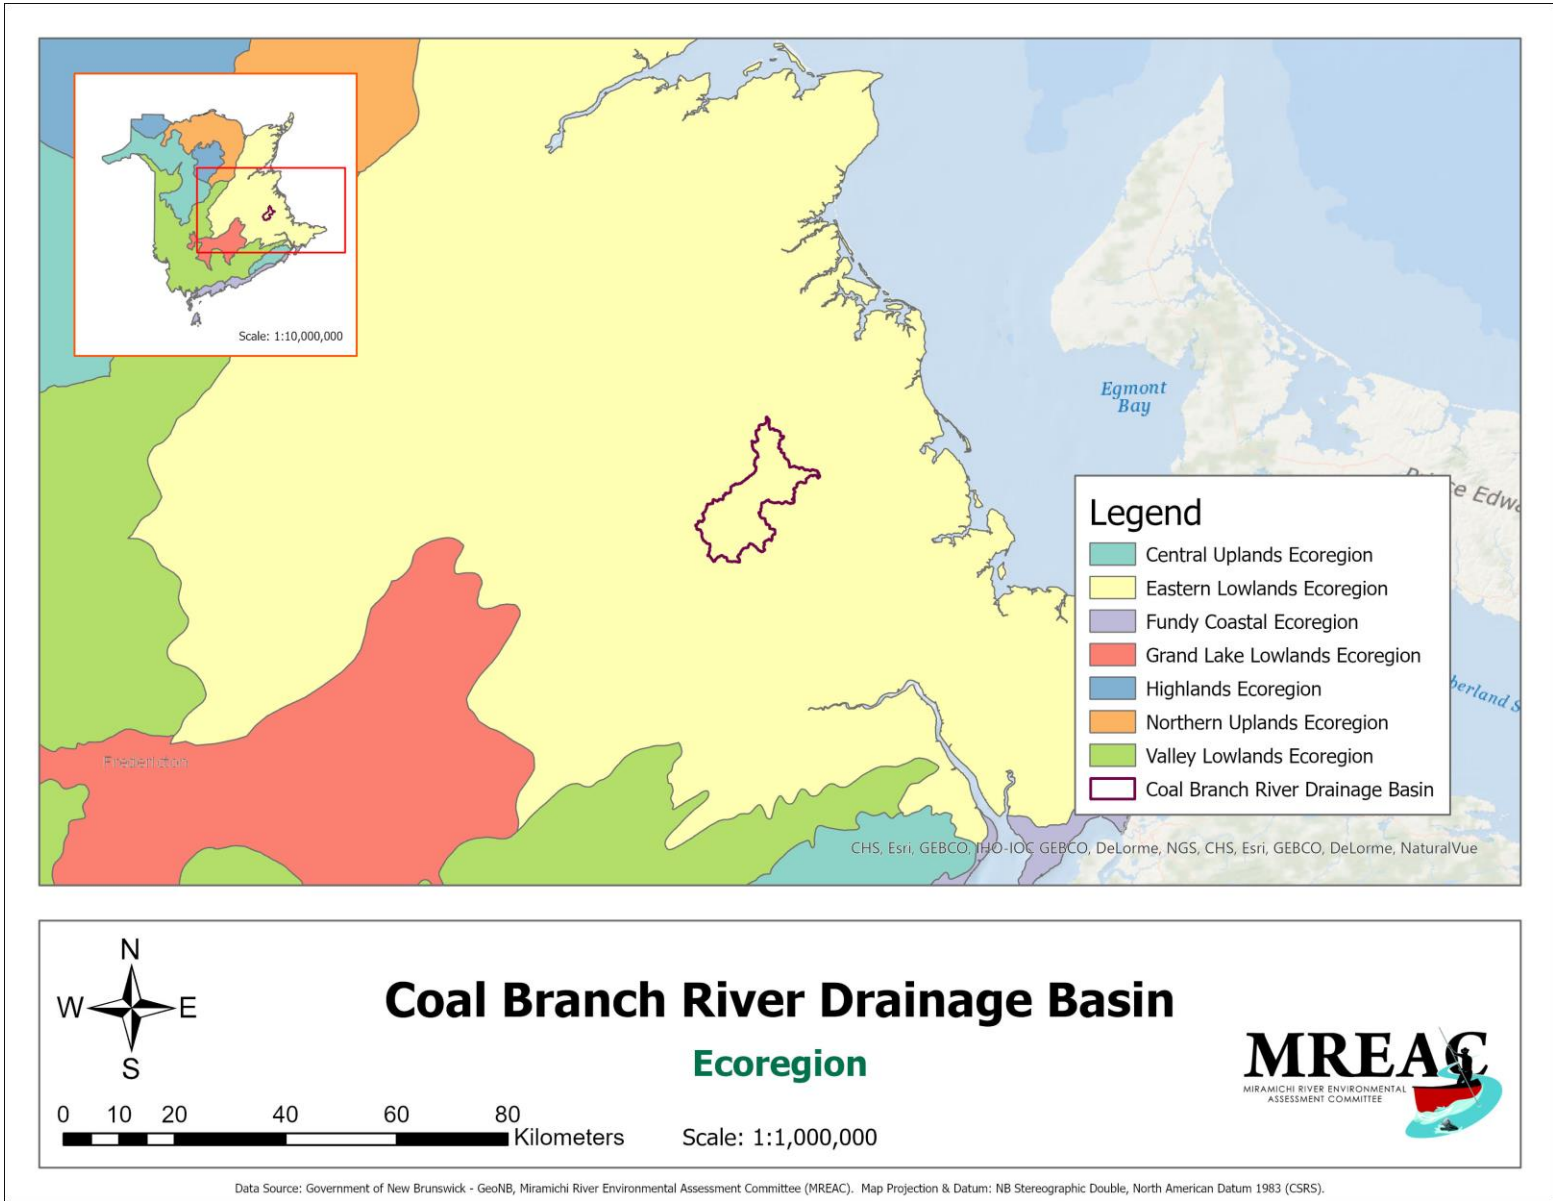 Scale: 1:10,000,000
Egmont
Bay
Fredericton
Legend
Central Uplands Ecoregion
Eastern Lowlands Ecoregion
Fundy Coastal Ecoregion
Grand Lake Lowlands Ecoregion
Highlands Ecoregion
Northern Uplands Ecoregion
Valley Lowlands Ecoregion
Coal Branch River Drainage Basin
CHS, Esri, GEBCO, IHO-IOC GEBCO, DeLorme, NGS, CHS, Esri, GEBCO, DeLorme, NaturalVue
N
W E
S
Coal Branch River Drainage Basin
Ecoregion
0 10 20 40 60 80
Kilometers
Scale: 1:1,000,000
MREAC
MIRAMICHI RIVER ENVIRONMENTAL
ASSESSMENT COMMITTEE
Data Source: Government of New Brunswick - GeoNB, Miramichi River Environmental Assessment Committee (MREAC). Map Projection & Datum: NB Stereographic Double, North American Datum 1983 (CSRS).